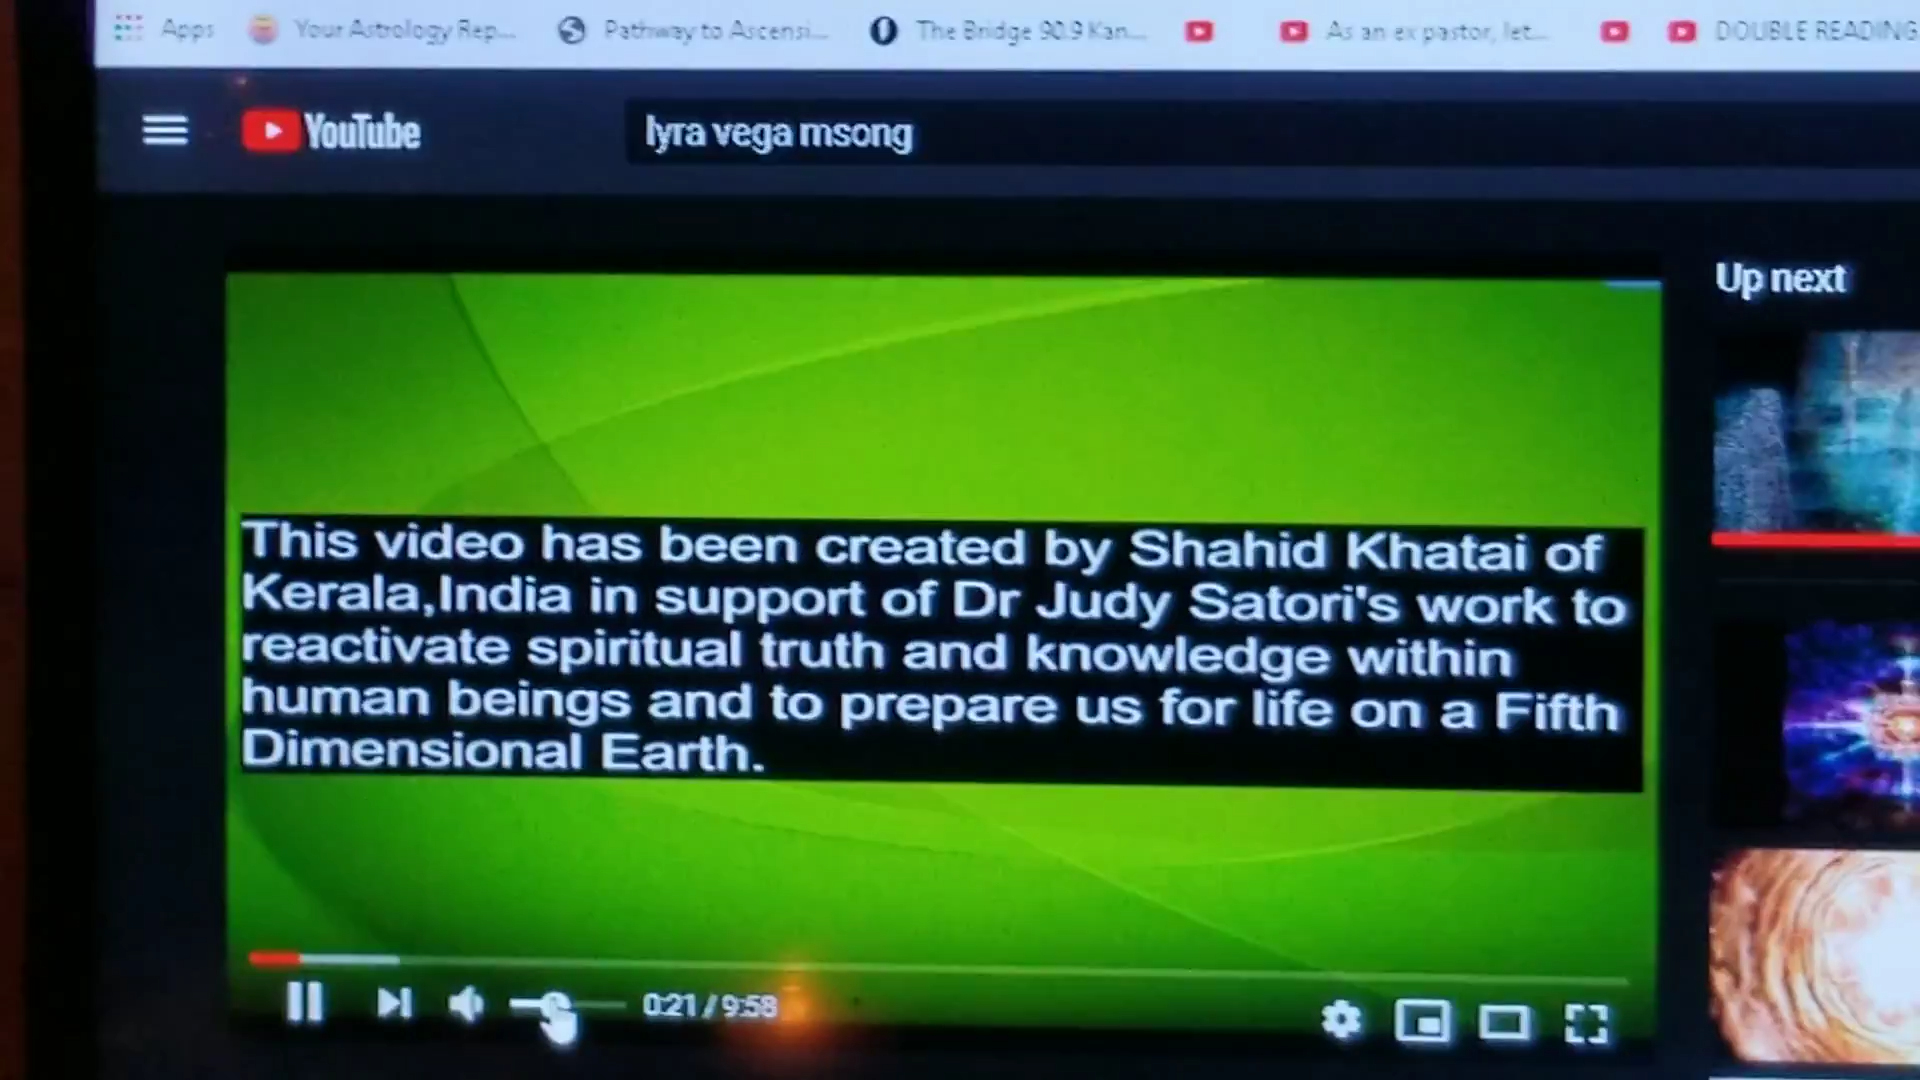 Apps Your Astrology Rep... Pathway to Ascensi... The Bridge 90.9 Kan... As an ex pastor, let... DOUBLE READING
YouTube
lyra vega msong
Up next
This video has been created by Shahid Khatai of
Kerala,India in support of Dr Judy Satori's work to
reactivate spiritual truth and knowledge within
human beings and to prepare us for life on a Fifth
Dimensional Earth.
0:21 / 9:58